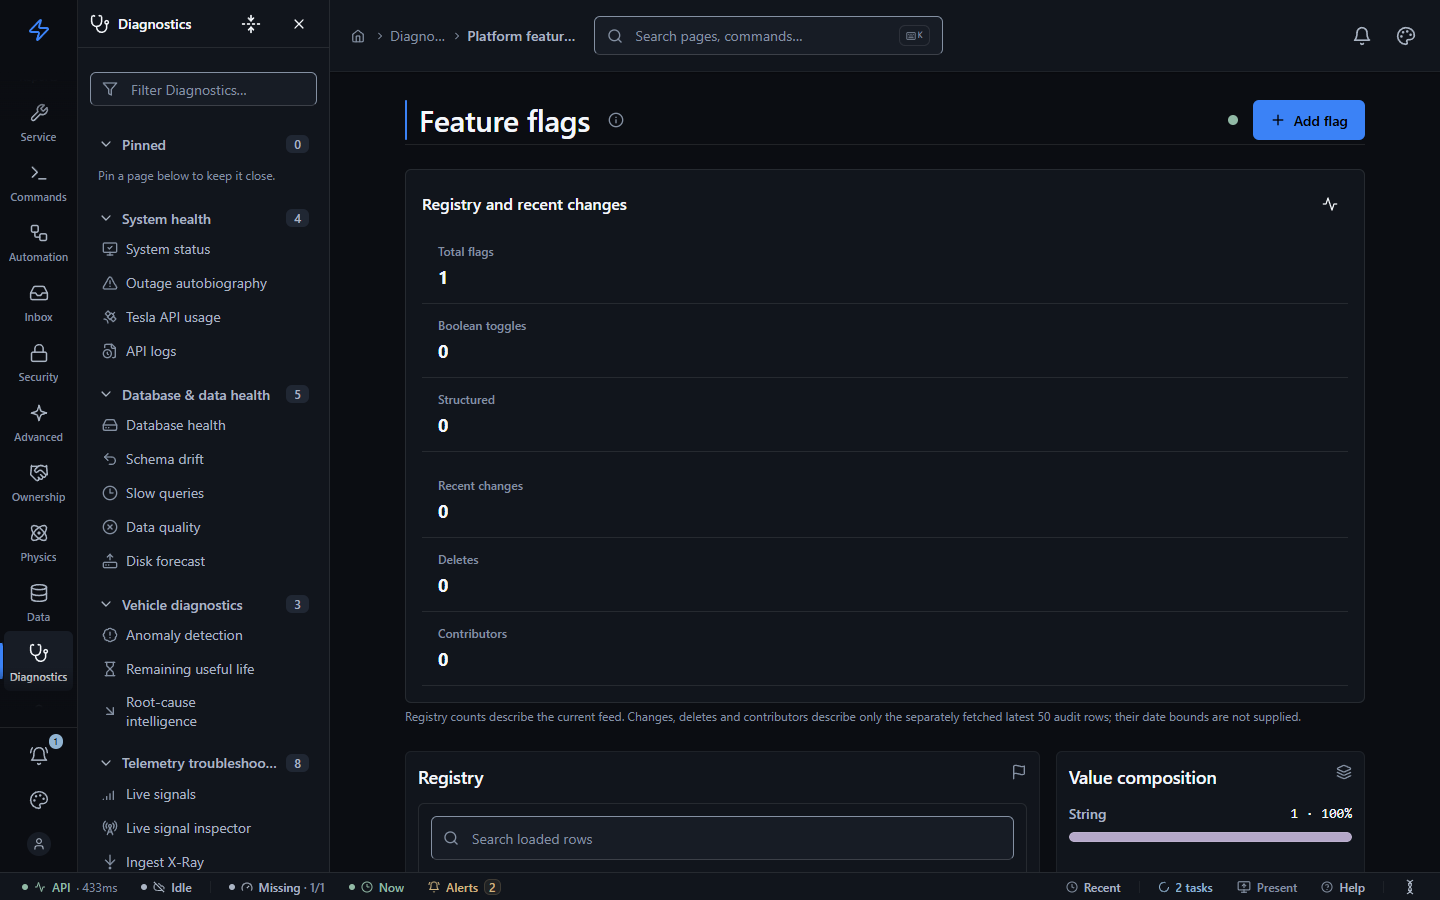 Diagnostics
Diagno...
Platform featur...
Search pages, commands...
K
Service
Commands
Automation
Inbox
Security
Advanced
Ownership
Physics
Data
Diagnostics
1
Filter Diagnostics...
Pinned
0
Pin a page below to keep it close.
System health
4
System status
Outage autobiography
Tesla API usage
API logs
Database & data health
5
Database health
Schema drift
Slow queries
Data quality
Disk forecast
Vehicle diagnostics
3
Anomaly detection
Remaining useful life
Root-cause
intelligence
Telemetry troubleshoo...
8
Live signals
Live signal inspector
Ingest X-Ray
Feature flags
Add flag
Registry and recent changes
Total flags
1
Boolean toggles
0
Structured
0
Recent changes
0
Deletes
0
Contributors
0
Registry counts describe the current feed. Changes, deletes and contributors describe only the separately fetched latest 50 audit rows; their date bounds are not supplied.
Registry
Search loaded rows
Value composition
String
1 · 100%
API · 433ms
Idle
Missing · 1/1
Now
Alerts 2
Recent
2 tasks
Present
Help